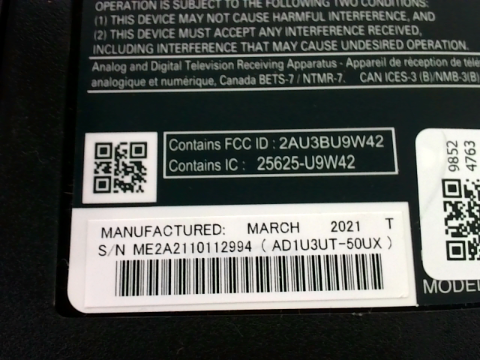 OPERATION IS SUBJECT TO THE FOLLOWING TWO CONDITIONS:
(1) THIS DEVICE MAY NOT CAUSE HARMFUL INTERFERENCE, AND
(2) THIS DEVICE MUST ACCEPT ANY INTERFERENCE RECEIVED,
INCLUDING INTERFERENCE THAT MAY CAUSE UNDESIRED OPERATION.
Analog and Digital Television Receiving Apparatus - Appareil de réception de
analogique et numérique, Canada BETS-7 / NTMR-7. CAN ICES-3 (B)/NMB-3(B)
Contains FCC ID : 2AU3BU9W42
Contains IC : 25625-U9W42
9852
4763
MANUFACTURED: MARCH 2021 T
S/N ME2A2110112994 ( AD1U3UT-50UX )
MODEL